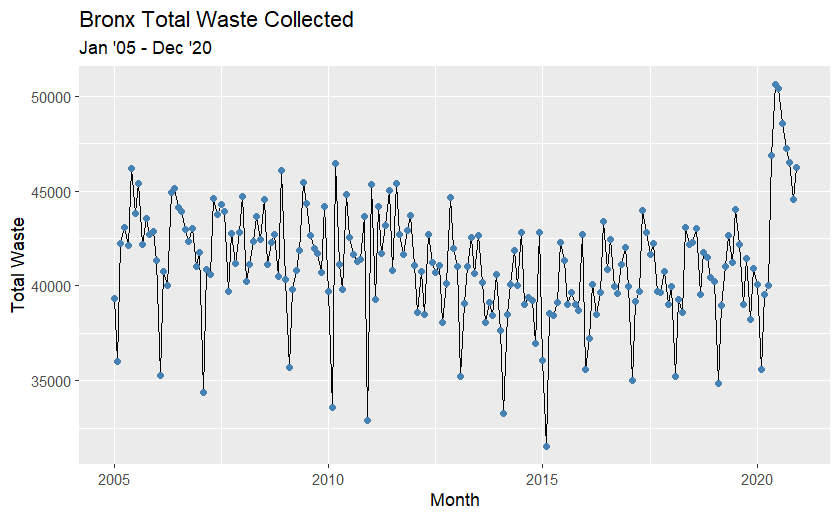 Bronx Total Waste Collected
Jan '05 - Dec '20
50000
45000
40000
35000
Total Waste
2005
2010
2015
2020
Month